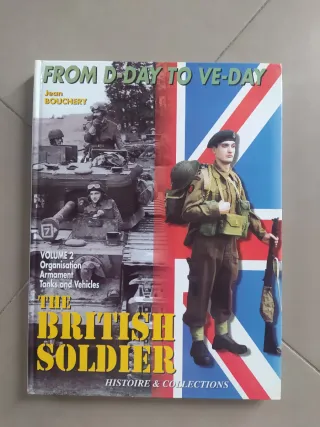 FROM D-DAY TO VE-DAY
Jean
BOUCHERY
VOLUME 2
Organisation
Armament
Tanks and Vehicles
THE
BRITISH
SOLDIER
HISTOIRE & COLLECTIONS